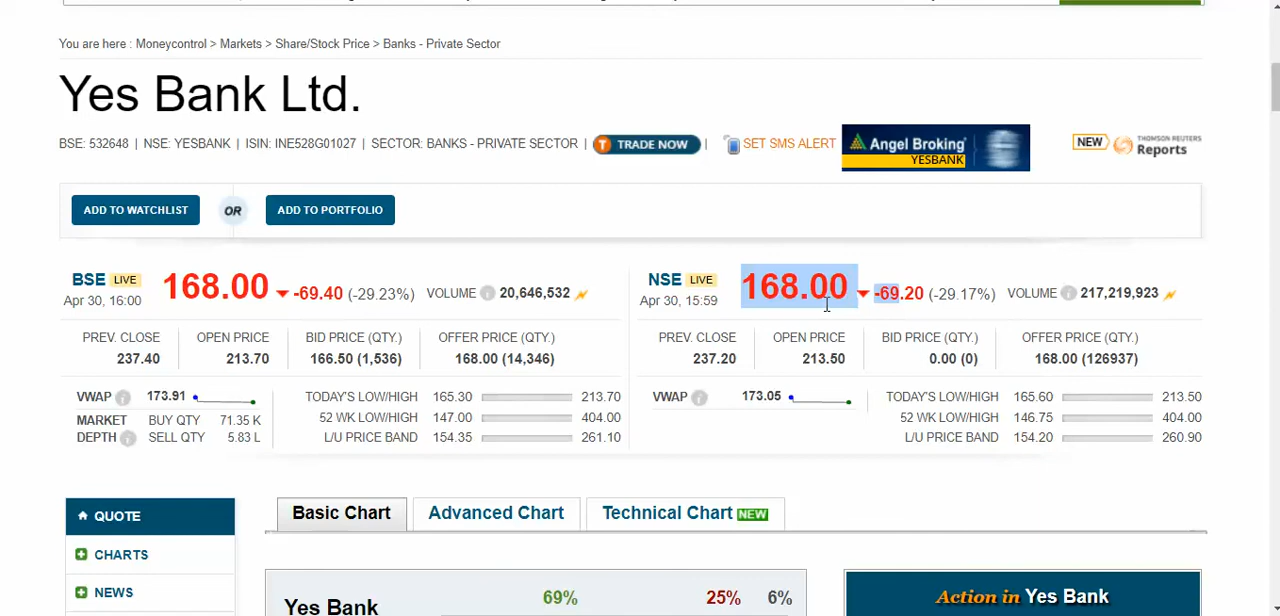 You are here : Moneycontrol > Markets > Share/Stock Price > Banks - Private Sector
Yes Bank Ltd.
BSE: 532648 | NSE: YESBANK | ISIN: INE528G01027 | SECTOR: BANKS - PRIVATE SECTOR | T TRADE NOW | SET SMS ALERT
Angel Broking
YESBANK
NEW THOMSON REUTERS
Reports
ADD TO WATCHLIST OR ADD TO PORTFOLIO
BSE LIVE 168.00 -69.40 (-29.23%) VOLUME 20,646,532
Apr 30, 16:00
PREV. CLOSE OPEN PRICE BID PRICE (QTY.) OFFER PRICE (QTY.)
237.40 213.70 166.50 (1,536) 168.00 (14,346)
VWAP 173.91
MARKET BUY QTY 71.35 K
DEPTH SELL QTY 5.83 L
TODAY'S LOW/HIGH 165.30 213.70
52 WK LOW/HIGH 147.00 404.00
L/U PRICE BAND 154.35 261.10
NSE LIVE 168.00 -69.20 (-29.17%) VOLUME 217,219,923
Apr 30, 15:59
PREV. CLOSE OPEN PRICE BID PRICE (QTY.) OFFER PRICE (QTY.)
237.20 213.50 0.00 (0) 168.00 (126937)
VWAP 173.05
TODAY'S LOW/HIGH 165.60 213.50
52 WK LOW/HIGH 146.75 404.00
L/U PRICE BAND 154.20 260.90
QUOTE
CHARTS
NEWS
Basic Chart Advanced Chart Technical Chart NEW
Yes Bank 69% 25% 6%
Action in Yes Bank